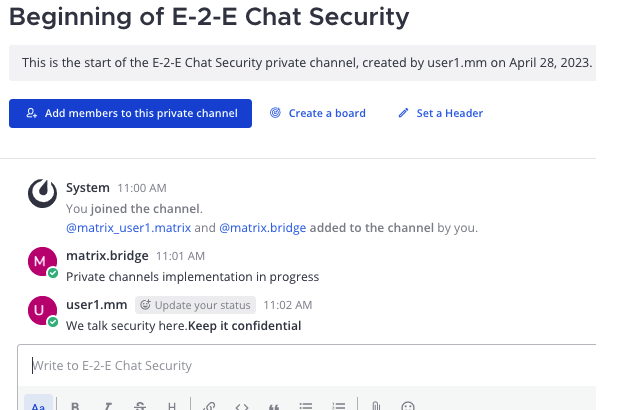 Beginning of E-2-E Chat Security
This is the start of the E-2-E Chat Security private channel, created by user1.mm on April 28, 2023.
Add members to this private channel Create a board Set a Header
System 11:00 AM
You joined the channel.
@matrix_user1.matrix and @matrix.bridge added to the channel by you.
M matrix.bridge 11:01 AM
Private channels implementation in progress
U user1.mm Update your status 11:02 AM
We talk security here.Keep it confidential
Write to E-2-E Chat Security
Aa B I S H